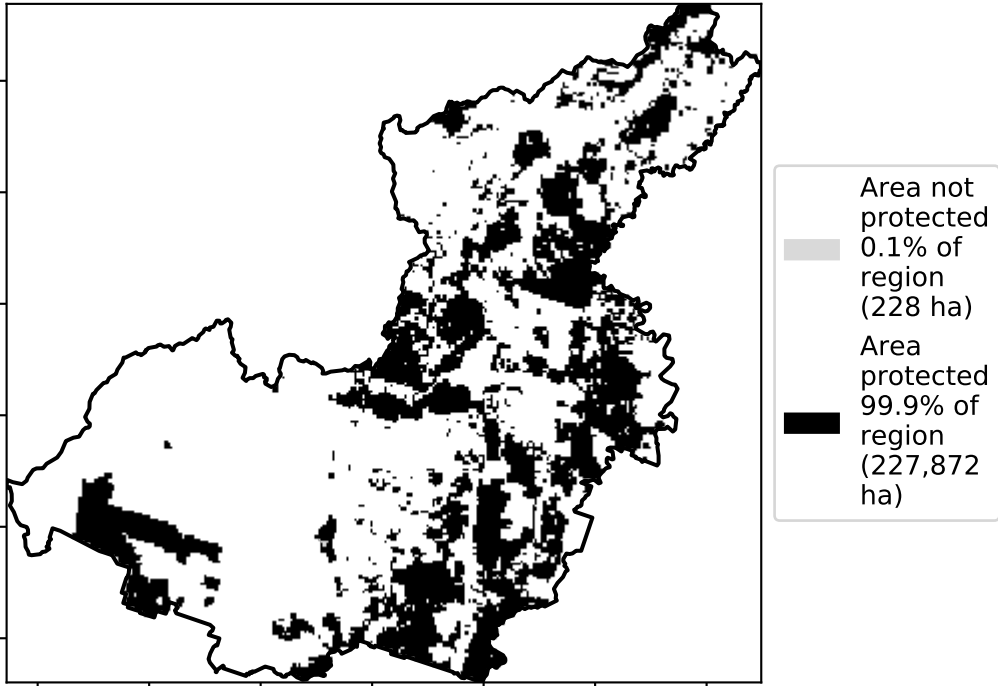 Area not
protected
0.1% of
region
(228 ha)
Area
protected
99.9% of
region
(227,872
ha)